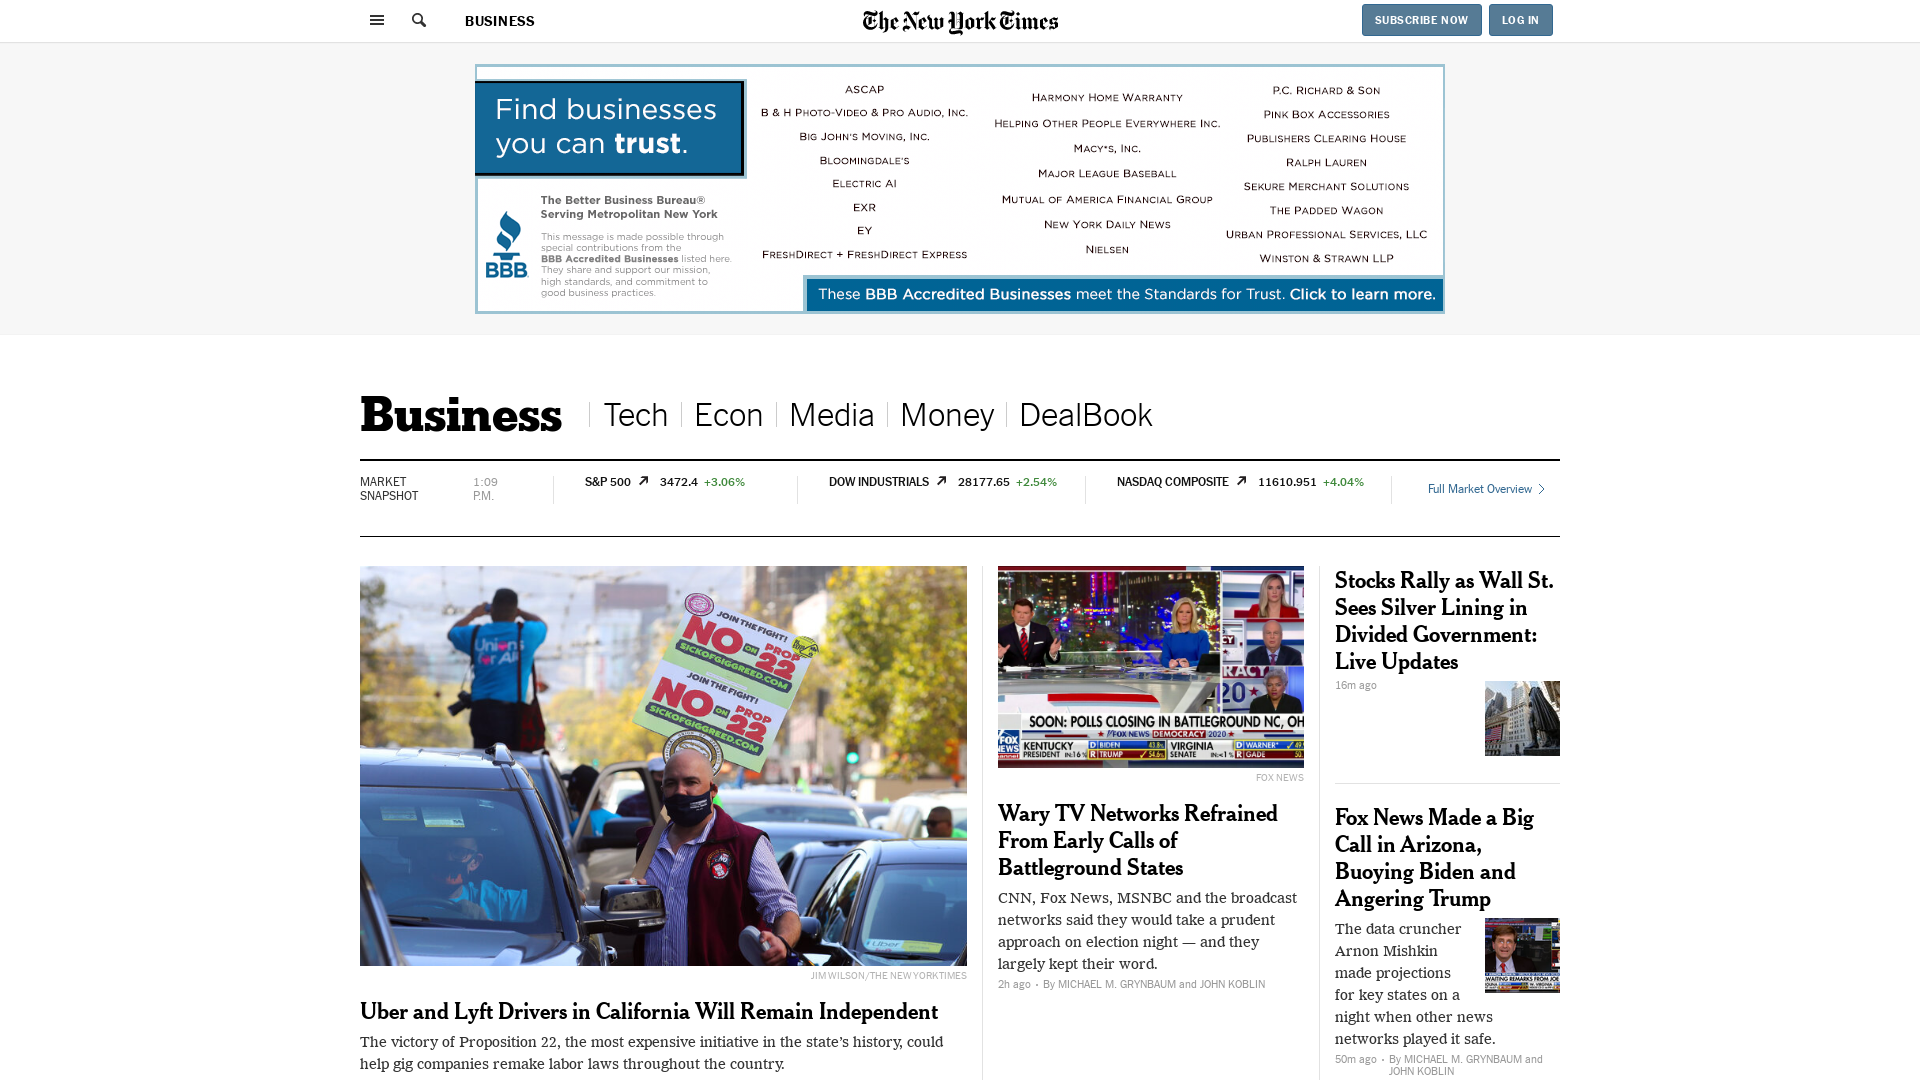 BUSINESS
The New York Times
SUBSCRIBE NOW
LOG IN
Find businesses
you can trust.
BBB
The Better Business Bureau®
Serving Metropolitan New York
This message is made possible through
special contributions from the
BBB Accredited Businesses listed here.
They share and support our mission,
high standards, and commitment to
good business practices.
ASCAP
B & H Photo-Video & Pro Audio, Inc.
Big John's Moving, Inc.
Bloomingdale's
Electric AI
EXR
EY
FreshDirect + FreshDirect Express
Harmony Home Warranty
Helping Other People Everywhere Inc.
Macy*s, Inc.
Major League Baseball
Mutual of America Financial Group
New York Daily News
Nielsen
P.C. Richard & Son
Pink Box Accessories
Publishers Clearing House
Ralph Lauren
Sekure Merchant Solutions
The Padded Wagon
Urban Professional Services, LLC
Winston & Strawn LLP
These BBB Accredited Businesses meet the Standards for Trust. Click to learn more.
Business
Tech
Econ
Media
Money
DealBook
MARKET
SNAPSHOT
1:09
P.M.
S&P 500 3472.4 +3.06%
DOW INDUSTRIALS 28177.65 +2.54%
NASDAQ COMPOSITE 11610.951 +4.04%
Full Market Overview
Unions
for All
JOIN THE FIGHT!
NO ON PROP 22
SICKOFGIGGREED.COM
JOIN THE FIGHT!
NO ON PROP 22
SICKOFGIGGREED.COM
Uber
JIM WILSON/THE NEW YORK TIMES
Uber and Lyft Drivers in California Will Remain Independent
The victory of Proposition 22, the most expensive initiative in the state’s history, could
help gig companies remake labor laws throughout the country.
SOON: POLLS CLOSING IN BATTLEGROUND NC, OH
FOX NEWS DEMOCRACY 2020
FOX
NEWS
channel
KENTUCKY
PRESIDENT IN:16%
D BIDEN 43.8%
R TRUMP 54.6%
VIRGINIA
SENATE IN:<1%
D WARNER*
R GADE
FOX NEWS
Wary TV Networks Refrained
From Early Calls of
Battleground States
CNN, Fox News, MSNBC and the broadcast
networks said they would take a prudent
approach on election night — and they
largely kept their word.
2h ago • By MICHAEL M. GRYNBAUM and JOHN KOBLIN
Stocks Rally as Wall St.
Sees Silver Lining in
Divided Government:
Live Updates
16m ago
Fox News Made a Big
Call in Arizona,
Buoying Biden and
Angering Trump
The data cruncher
Arnon Mishkin
made projections
for key states on a
night when other news
networks played it safe.
50m ago • By MICHAEL M. GRYNBAUM and
JOHN KOBLIN